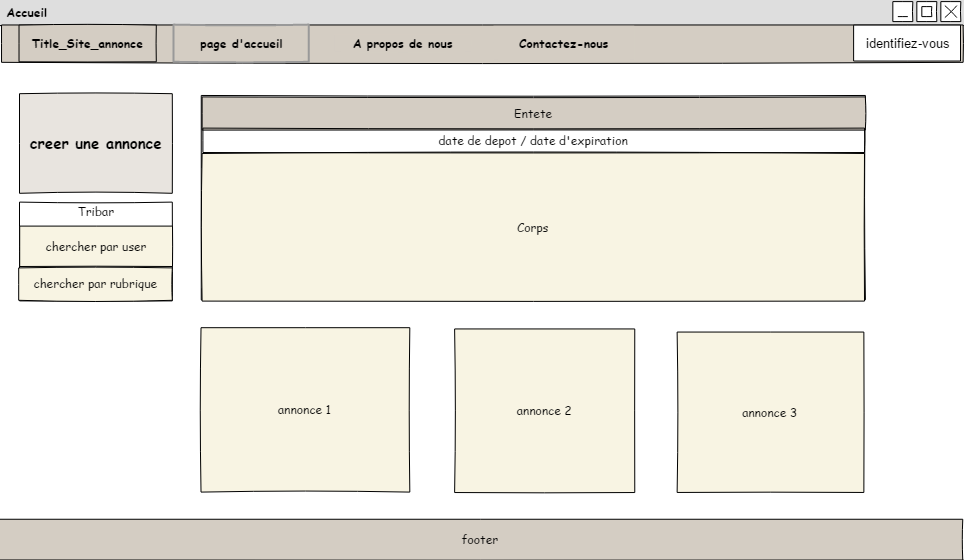 Accueil
Title_Site_annonce
page d'accueil
A propos de nous
Contactez-nous
identifiez-vous
creer une annonce
Tribar
chercher par user
chercher par rubrique
Entete
date de depot / date d'expiration
Corps
annonce 1
annonce 2
annonce 3
footer